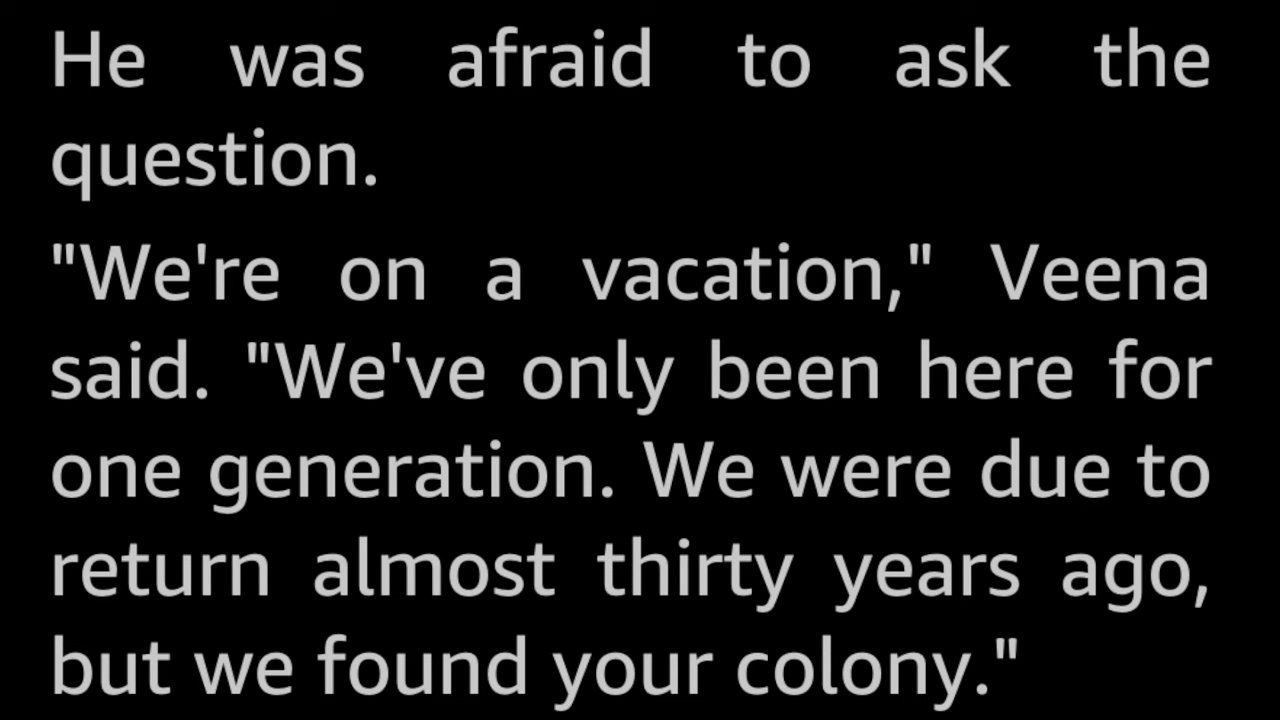 He was afraid to ask the
question.
"We're on a vacation," Veena
said. "We've only been here for
one generation. We were due to
return almost thirty years ago,
but we found your colony."